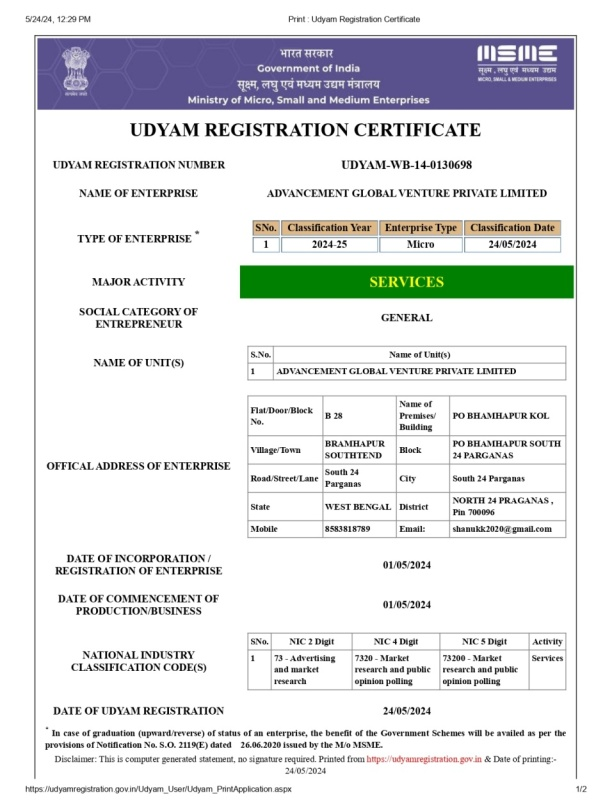 5/24/24, 12:29 PM Print : Udyam Registration Certificate
भारत सरकार
Government of India
सूक्ष्म, लघु एवं मध्यम उद्यम मंत्रालय
Ministry of Micro, Small and Medium Enterprises
MSME
सूक्ष्म, लघु एवं मध्यम उद्यम
MICRO, SMALL & MEDIUM ENTERPRISES
UDYAM REGISTRATION CERTIFICATE
UDYAM REGISTRATION NUMBER UDYAM-WB-14-0130698
NAME OF ENTERPRISE ADVANCEMENT GLOBAL VENTURE PRIVATE LIMITED
TYPE OF ENTERPRISE *
SNo. Classification Year Enterprise Type Classification Date
1 2024-25 Micro 24/05/2024
MAJOR ACTIVITY SERVICES
SOCIAL CATEGORY OF
ENTREPRENEUR
GENERAL
NAME OF UNIT(S)
S.No. Name of Unit(s)
1 ADVANCEMENT GLOBAL VENTURE PRIVATE LIMITED
OFFICAL ADDRESS OF ENTERPRISE
Flat/Door/Block
No.
B 28
Name of
Premises/
Building
PO BHAMHAPUR KOL
Village/Town
BRAMHAPUR
SOUTHTEND
Block
PO BHAMHAPUR SOUTH
24 PARGANAS
Road/Street/Lane
South 24
Parganas
City
South 24 Parganas
State
WEST BENGAL
District
NORTH 24 PRAGANAS ,
Pin 700096
Mobile 8583818789 Email: shanukk2020@gmail.com
DATE OF INCORPORATION /
REGISTRATION OF ENTERPRISE
01/05/2024
DATE OF COMMENCEMENT OF
PRODUCTION/BUSINESS
01/05/2024
NATIONAL INDUSTRY
CLASSIFICATION CODE(S)
SNo. NIC 2 Digit NIC 4 Digit NIC 5 Digit Activity
1
73 - Advertising
and market
research
7320 - Market
research and public
opinion polling
73200 - Market
research and public
opinion polling
Services
DATE OF UDYAM REGISTRATION 24/05/2024
* In case of graduation (upward/reverse) of status of an enterprise, the benefit of the Government Schemes will be availed as per the
provisions of Notification No. S.O. 2119(E) dated 26.06.2020 issued by the M/o MSME.
Disclaimer: This is computer generated statement, no signature required. Printed from https://udyamregistration.gov.in & Date of printing:-
24/05/2024
https://udyamregistration.gov.in/Udyam_User/Udyam_PrintApplication.aspx 1/2